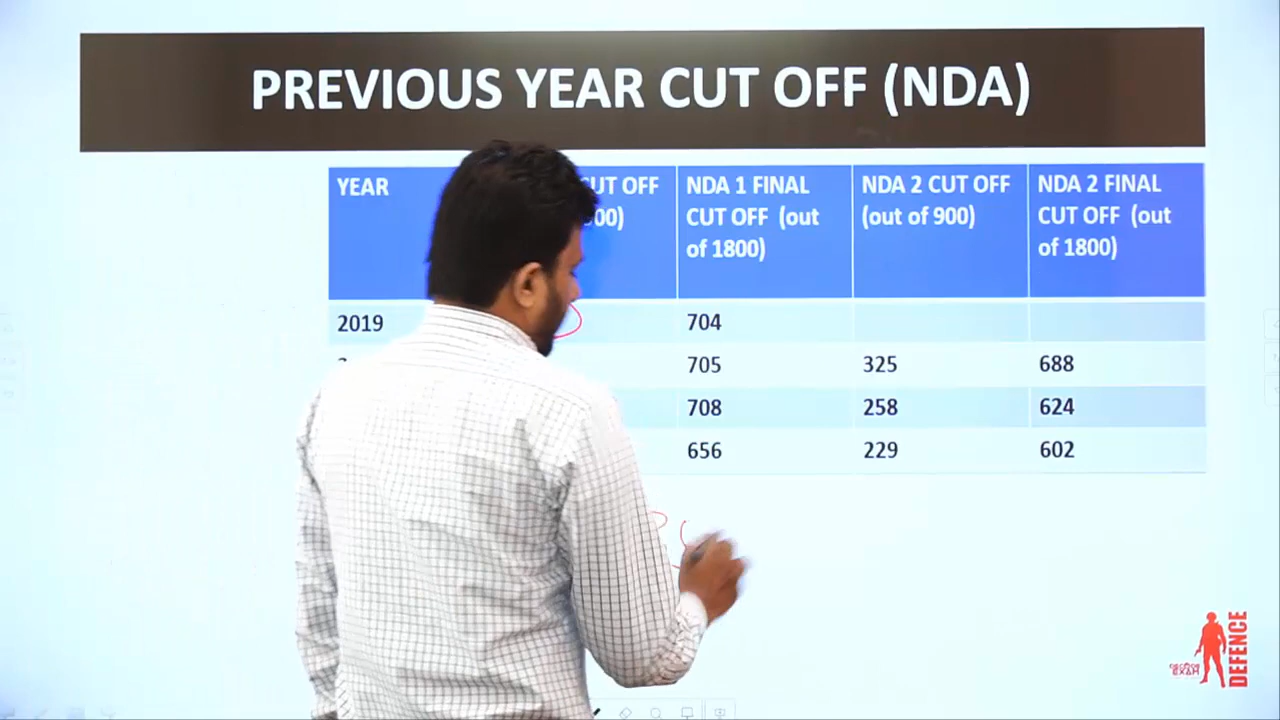 PREVIOUS YEAR CUT OFF (NDA)
YEAR
CUT OFF
NDA 1 FINAL
CUT OFF (out
of 1800)
NDA 2 CUT OFF
(out of 900)
NDA 2 FINAL
CUT OFF (out
of 1800)
2019 704
705 325 688
708 258 624
656 229 602
EXAM
DEFENCE